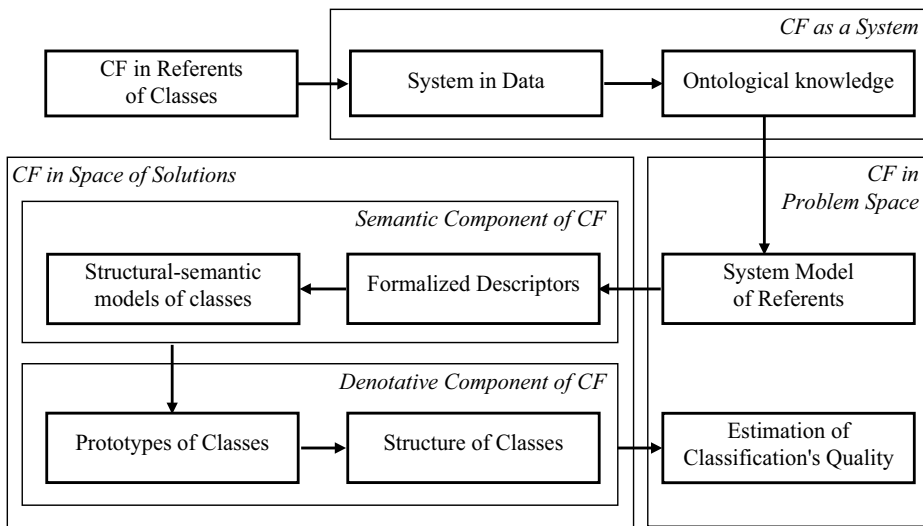 CF as a System
CF in Referents
of Classes
System in Data
Ontological knowledge
CF in Space of Solutions
CF in
Problem Space
Semantic Component of CF
Structural-semantic
models of classes
Formalized Descriptors
System Model
of Referents
Denotative Component of CF
Prototypes of Classes
Structure of Classes
Estimation of
Classification's Quality